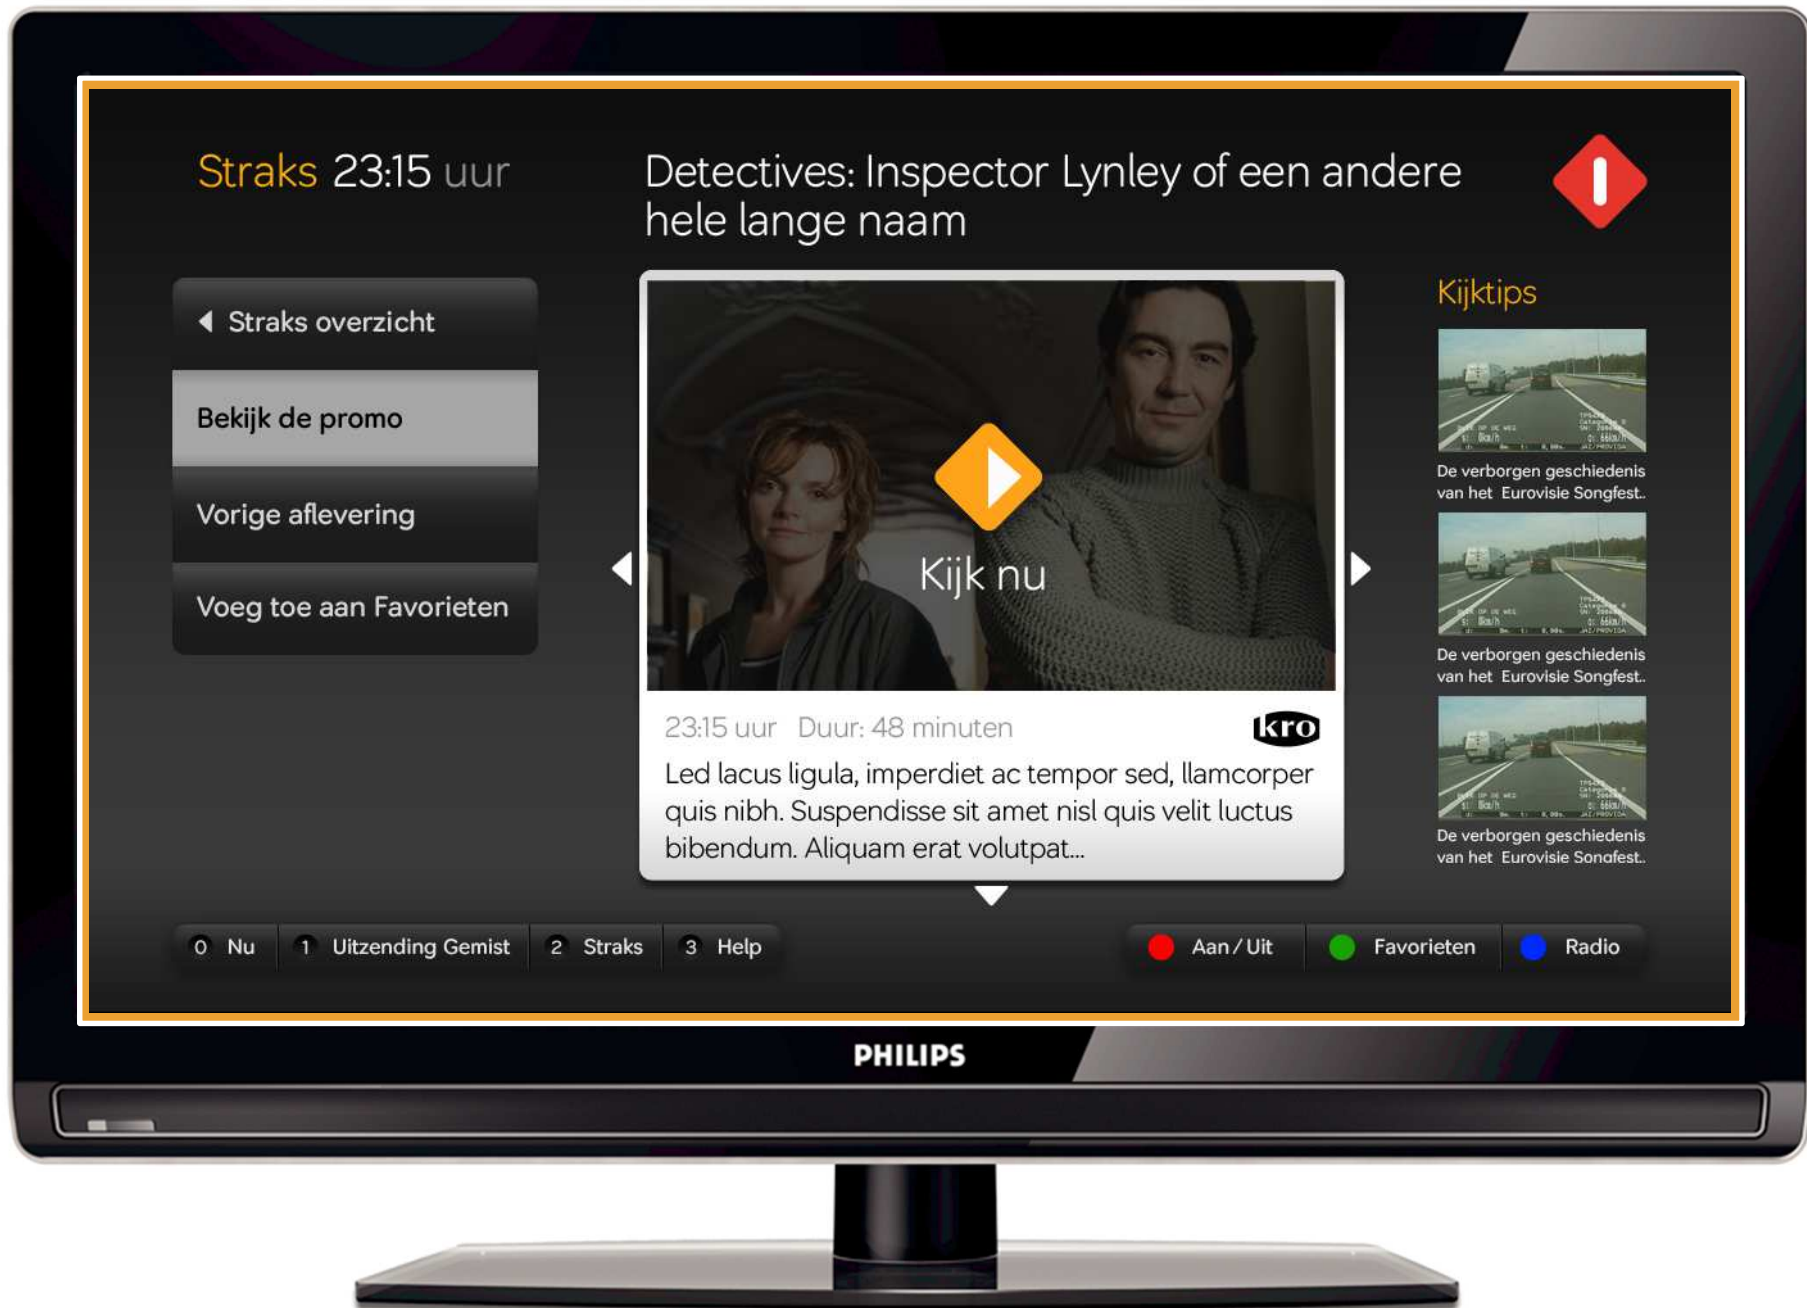 Straks 23:15 uur
Detectives: Inspector Lynley of een andere
hele lange naam
Straks overzicht
Bekijk de promo
Vorige aflevering
Voeg toe aan Favorieten
Kijk nu
23:15 uur Duur: 48 minuten
kro
Led lacus ligula, imperdiet ac tempor sed, llamcorper
quis nibh. Suspendisse sit amet nisl quis velit luctus
bibendum. Aliquam erat volutpat...
Kijktips
De verborgen geschiedenis
van het Eurovisie Songfest..
De verborgen geschiedenis
van het Eurovisie Songfest..
De verborgen geschiedenis
van het Eurovisie Songfest..
0 Nu 1 Uitzending Gemist 2 Straks 3 Help
Aan / Uit Favorieten Radio
PHILIPS